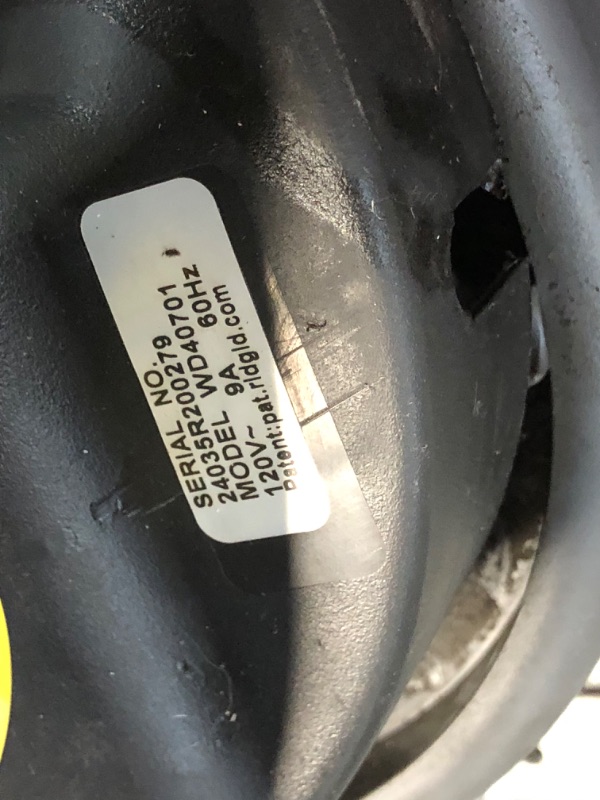 SERIAL NO.
24035R200279
MODEL WD40701
120V~ 9A 60Hz
Patent:pat.ridgid.com